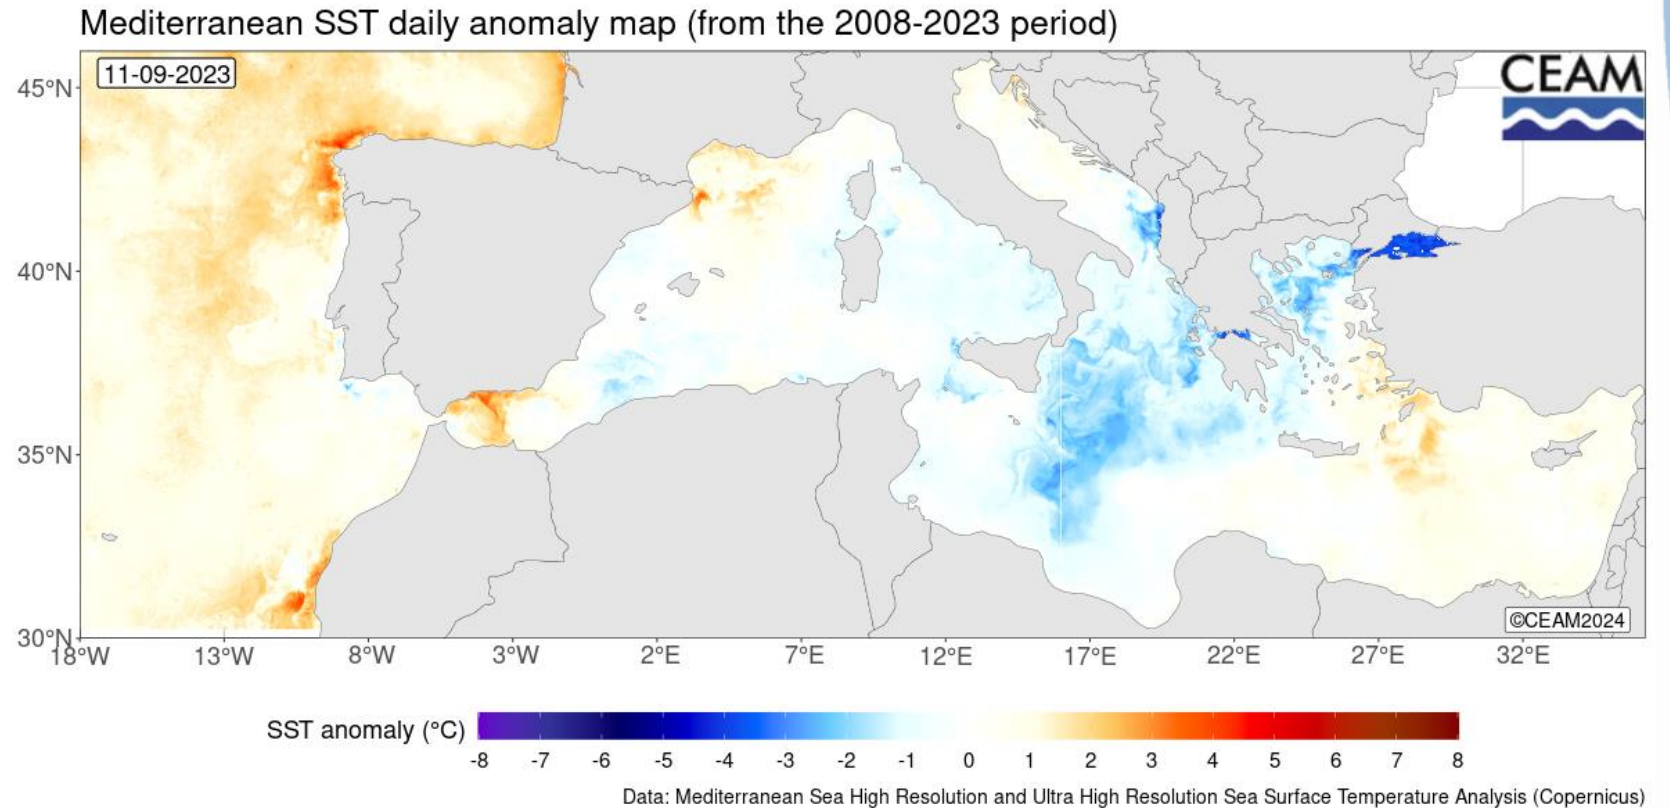 Mediterranean SST daily anomaly map (from the 2008-2023 period)
11-09-2023
CEAM
45°N
40°N
35°N
30°N
©CEAM2024
18°W 13°W 8°W 3°W 2°E 7°E 12°E 17°E 22°E 27°E 32°E
SST anomaly (°C)
-8 -7 -6 -5 -4 -3 -2 -1 0 1 2 3 4 5 6 7 8
Data: Mediterranean Sea High Resolution and Ultra High Resolution Sea Surface Temperature Analysis (Copernicus)